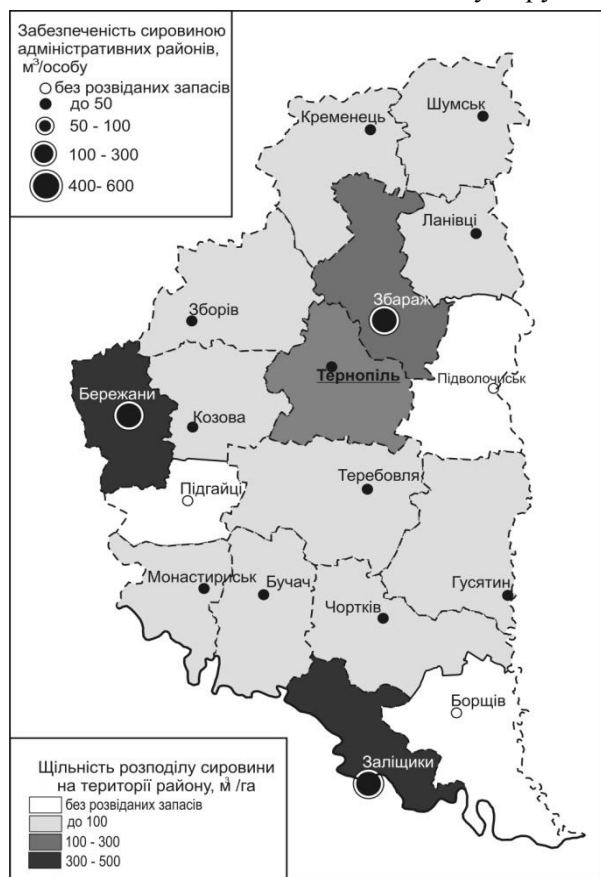 Забезпеченість сировиною
адміністративних районів,
м³/особу
без розвіданих запасів
до 50
50 - 100
100 - 300
400- 600
Шумськ
Кременець
Ланівці
Збараж
Зборів
Тернопіль
Підволочиськ
Бережани
Козова
Підгайці
Теребовля
Монастириськ
Бучач
Гусятин
Чортків
Борщів
Заліщики
Щільність розподілу сировини
на території району, м³ /га
без розвіданих запасів
до 100
100 - 300
300 - 500